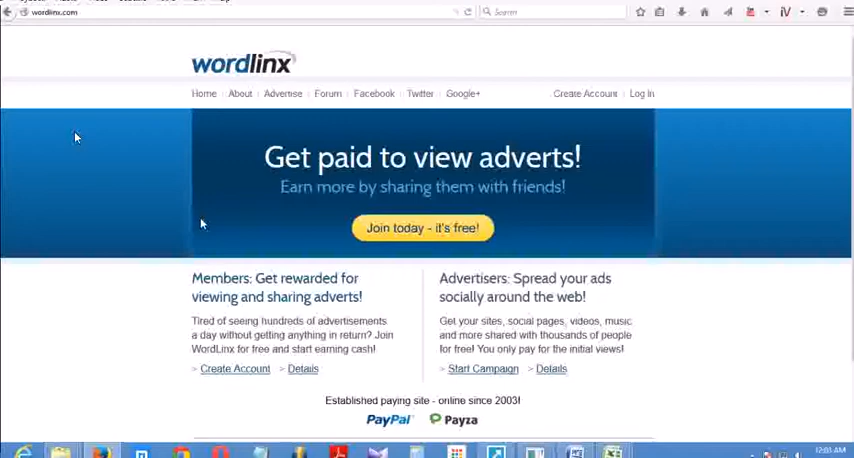 wordlinx.com
Search
wordlinx
Home About Advertise Forum Facebook Twitter Google+ Create Account Log In
Get paid to view adverts!
Earn more by sharing them with friends!
Join today - it's free!
Members: Get rewarded for
viewing and sharing adverts!
Tired of seeing hundreds of advertisements
a day without getting anything in return? Join
WordLinx for free and start earning cash!
> Create Account > Details
Advertisers: Spread your ads
socially around the web!
Get your sites, social pages, videos, music
and more shared with thousands of people
for free! You only pay for the initial views!
> Start Campaign > Details
Established paying site - online since 2003!
PayPal Payza
12:03 AM